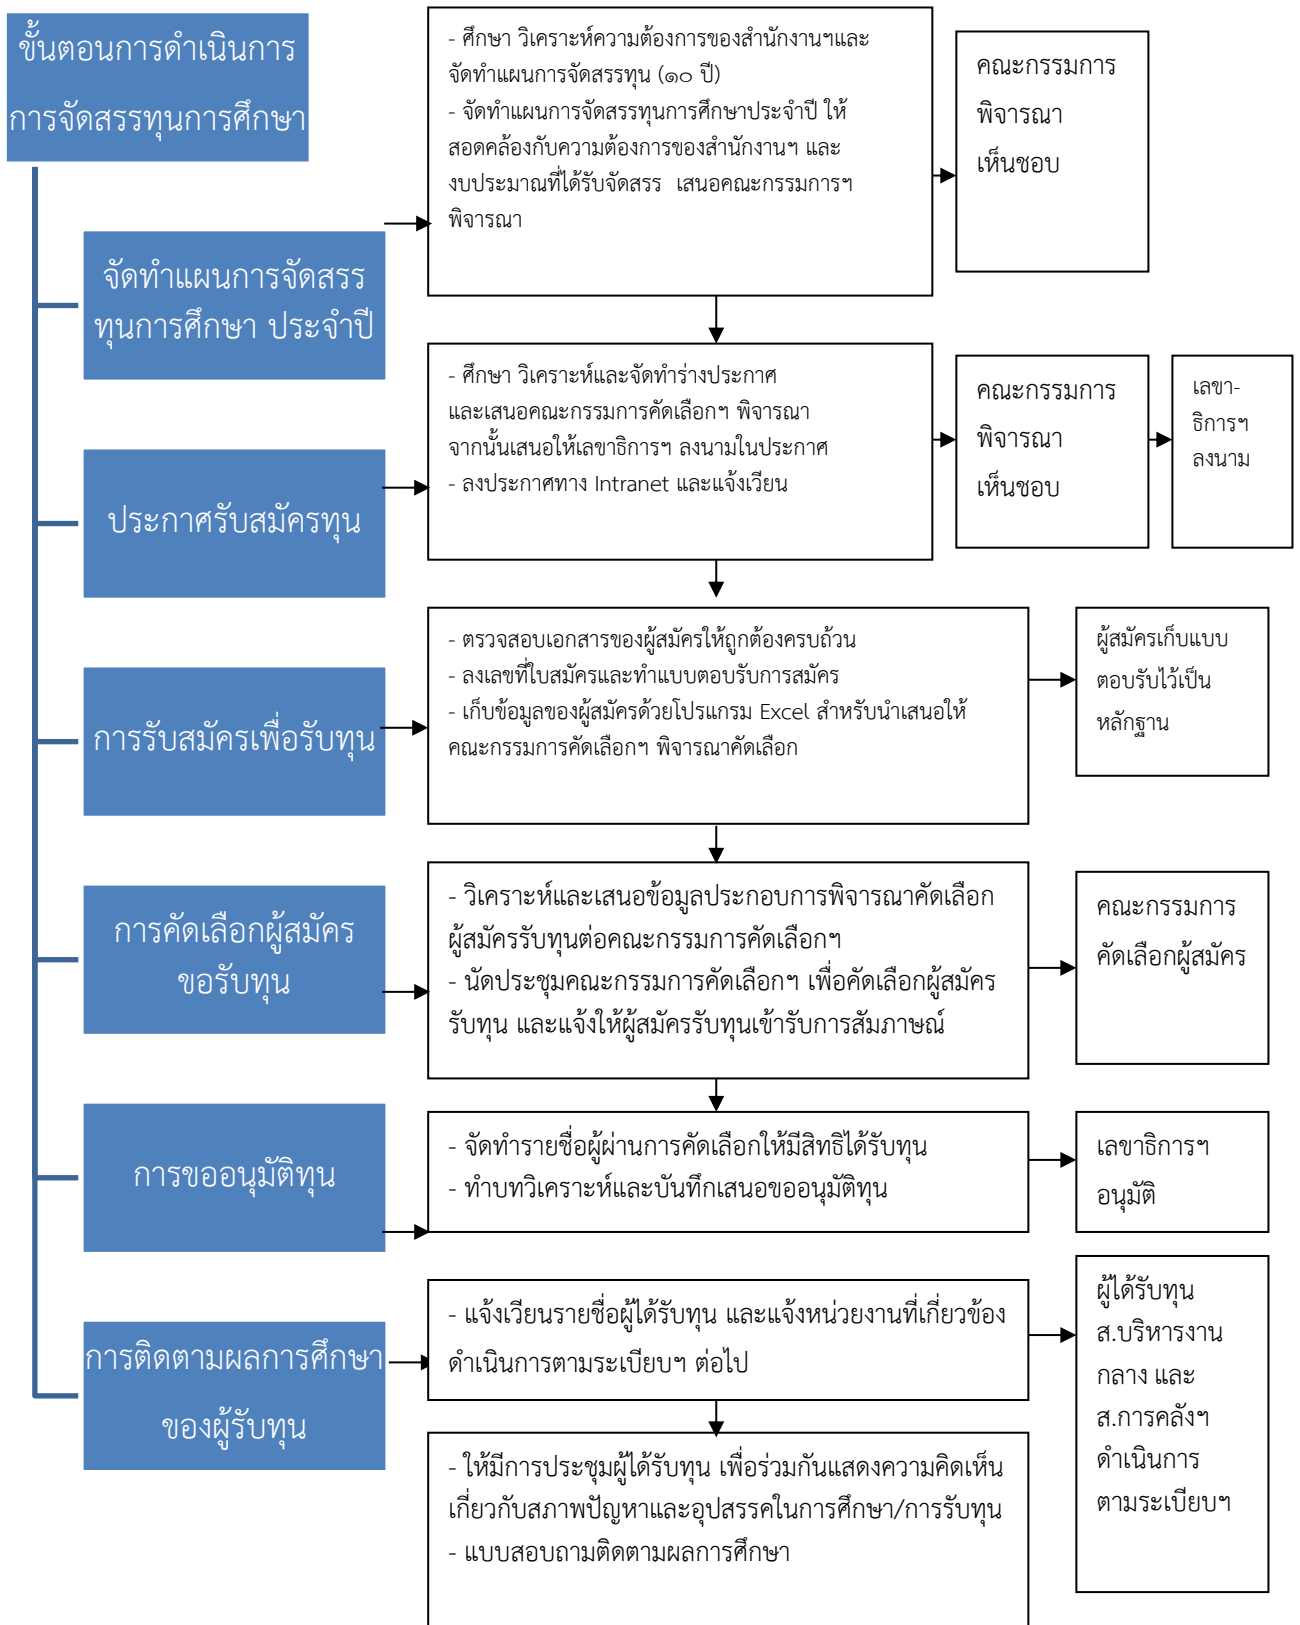 ขั้นตอนการดำเนินการ
การจัดสรรทุนการศึกษา
- ศึกษา วิเคราะห์ความต้องการของสำนักงานฯและ
จัดทำแผนการจัดสรรทุน (๑๐ ปี)
- จัดทำแผนการจัดสรรทุนการศึกษาประจำปี ให้
สอดคล้องกับความต้องการของสำนักงานฯ และ
งบประมาณที่ได้รับจัดสรร เสนอคณะกรรมการฯ
พิจารณา
คณะกรรมการ
พิจารณา
เห็นชอบ
จัดทำแผนการจัดสรร
ทุนการศึกษา ประจำปี
- ศึกษา วิเคราะห์และจัดทำร่างประกาศ
และเสนอคณะกรรมการคัดเลือกฯ พิจารณา
จากนั้นเสนอให้เลขาธิการฯ ลงนามในประกาศ
- ลงประกาศทาง Intranet และแจ้งเวียน
คณะกรรมการ
พิจารณา
เห็นชอบ
เลขา-
ธิการฯ
ลงนาม
ประกาศรับสมัครทุน
- ตรวจสอบเอกสารของผู้สมัครให้ถูกต้องครบถ้วน
- ลงเลขที่ใบสมัครและทำแบบตอบรับการสมัคร
- เก็บข้อมูลของผู้สมัครด้วยโปรแกรม Excel สำหรับนำเสนอให้
คณะกรรมการคัดเลือกฯ พิจารณาคัดเลือก
ผู้สมัครเก็บแบบ
ตอบรับไว้เป็น
หลักฐาน
การรับสมัครเพื่อรับทุน
- วิเคราะห์และเสนอข้อมูลประกอบการพิจารณาคัดเลือก
ผู้สมัครรับทุนต่อคณะกรรมการคัดเลือกฯ
- นัดประชุมคณะกรรมการคัดเลือกฯ เพื่อคัดเลือกผู้สมัคร
รับทุน และแจ้งให้ผู้สมัครรับทุนเข้ารับการสัมภาษณ์
คณะกรรมการ
คัดเลือกผู้สมัคร
การคัดเลือกผู้สมัคร
ขอรับทุน
- จัดทำรายชื่อผู้ผ่านการคัดเลือกให้มีสิทธิได้รับทุน
- ทำบทวิเคราะห์และบันทึกเสนอขออนุมัติทุน
เลขาธิการฯ
อนุมัติ
การขออนุมัติทุน
- แจ้งเวียนรายชื่อผู้ได้รับทุน และแจ้งหน่วยงานที่เกี่ยวข้อง
ดำเนินการตามระเบียบฯ ต่อไป
ผู้ได้รับทุน
ส.บริหารงาน
กลาง และ
ส.การคลังฯ
ดำเนินการ
ตามระเบียบฯ
การติดตามผลการศึกษา
ของผู้รับทุน
- ให้มีการประชุมผู้ได้รับทุน เพื่อร่วมกันแสดงความคิดเห็น
เกี่ยวกับสภาพปัญหาและอุปสรรคในการศึกษา/การรับทุน
- แบบสอบถามติดตามผลการศึกษา